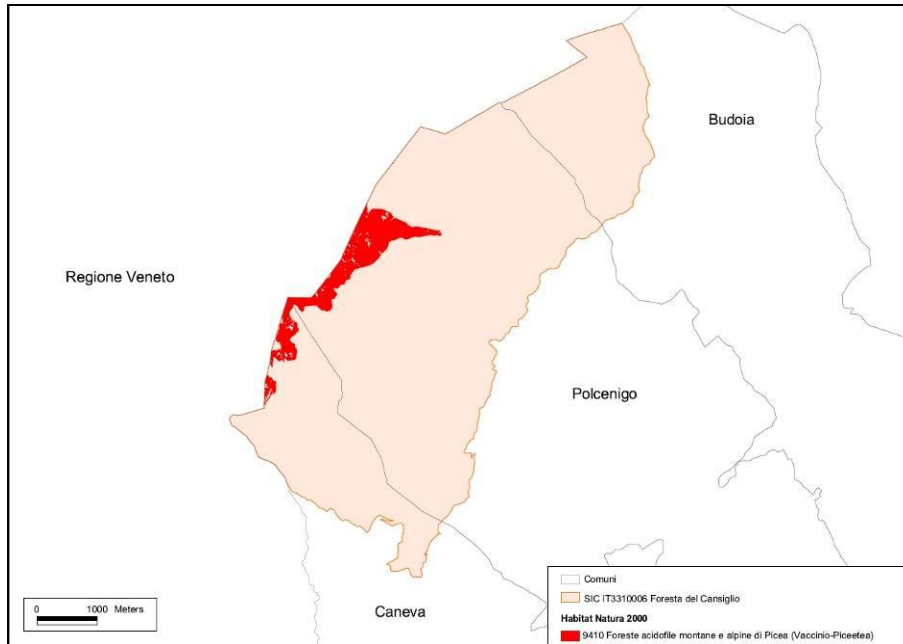 Budoia
Regione Veneto
Polcenigo
Caneva
0 1000 Meters
Comuni
SIC IT3310006 Foresta del Cansiglio
Habitat Natura 2000
9410 Foreste acidofile montane e alpine di Picea (Vaccinio-Piceetea)